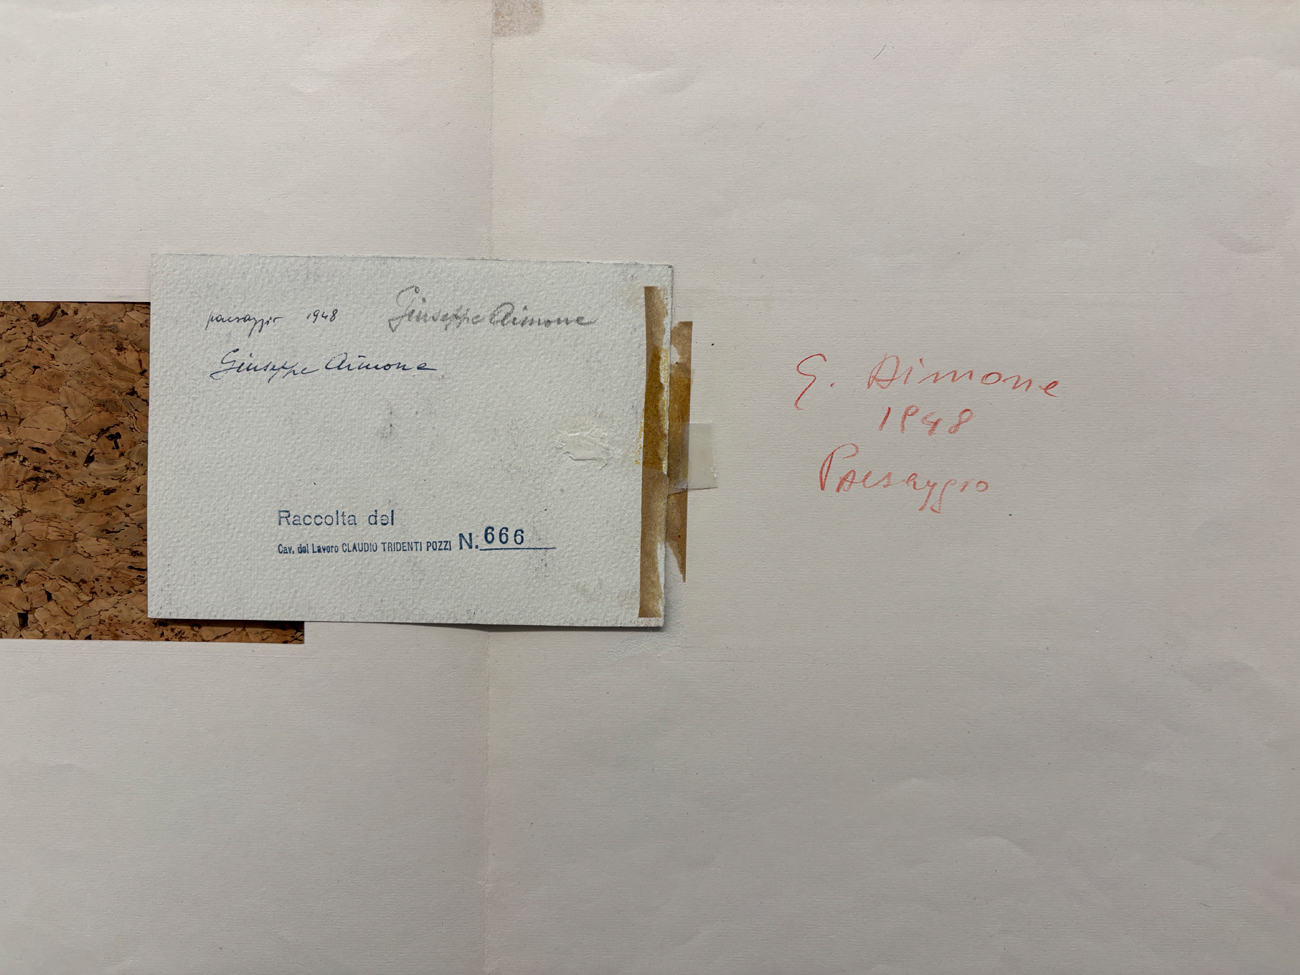 paesaggio 1948 Giuseppe Aimone
Giuseppe Aimone
Raccolta del
Cav. del Lavoro CLAUDIO TRIDENTI POZZI N. 666
G. Aimone
1948
Paesaggio